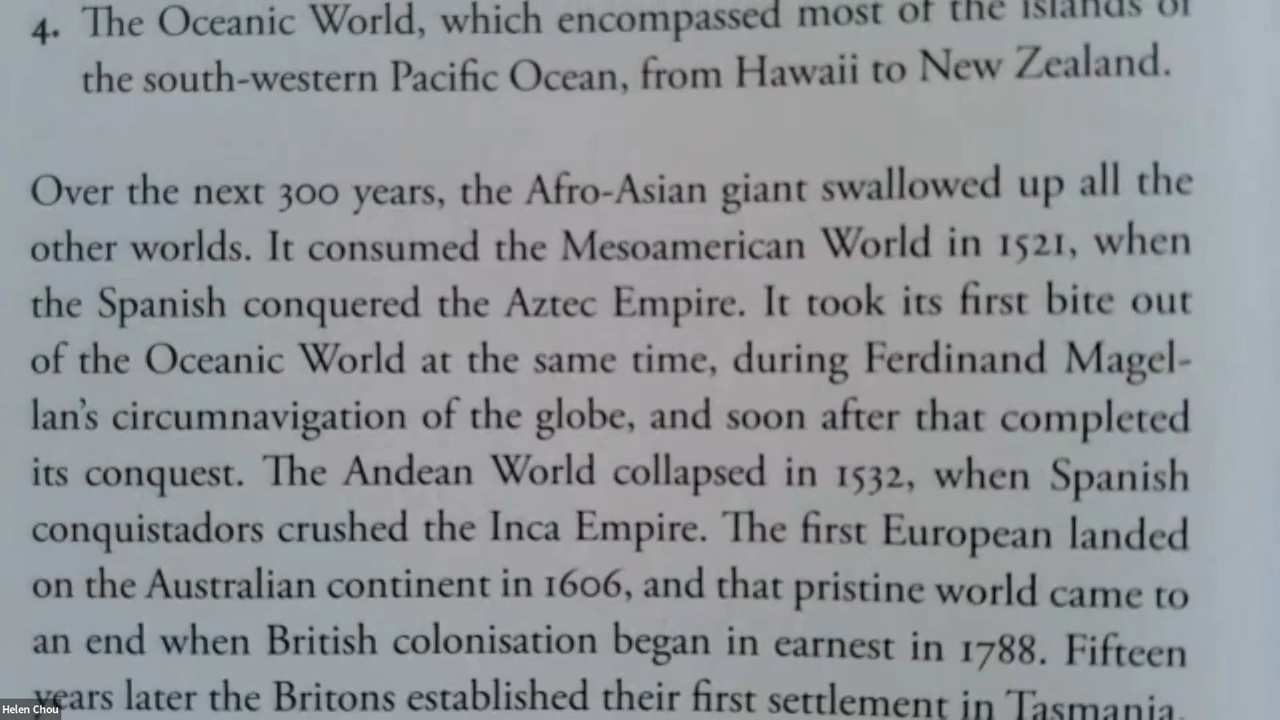 4. The Oceanic World, which encompassed most of the islands of
the south-western Pacific Ocean, from Hawaii to New Zealand.
Over the next 300 years, the Afro-Asian giant swallowed up all the
other worlds. It consumed the Mesoamerican World in 1521, when
the Spanish conquered the Aztec Empire. It took its first bite out
of the Oceanic World at the same time, during Ferdinand Magel-
lan's circumnavigation of the globe, and soon after that completed
its conquest. The Andean World collapsed in 1532, when Spanish
conquistadors crushed the Inca Empire. The first European landed
on the Australian continent in 1606, and that pristine world came to
an end when British colonisation began in earnest in 1788. Fifteen
years later the Britons established their first settlement in Tasmania,
Helen Chou